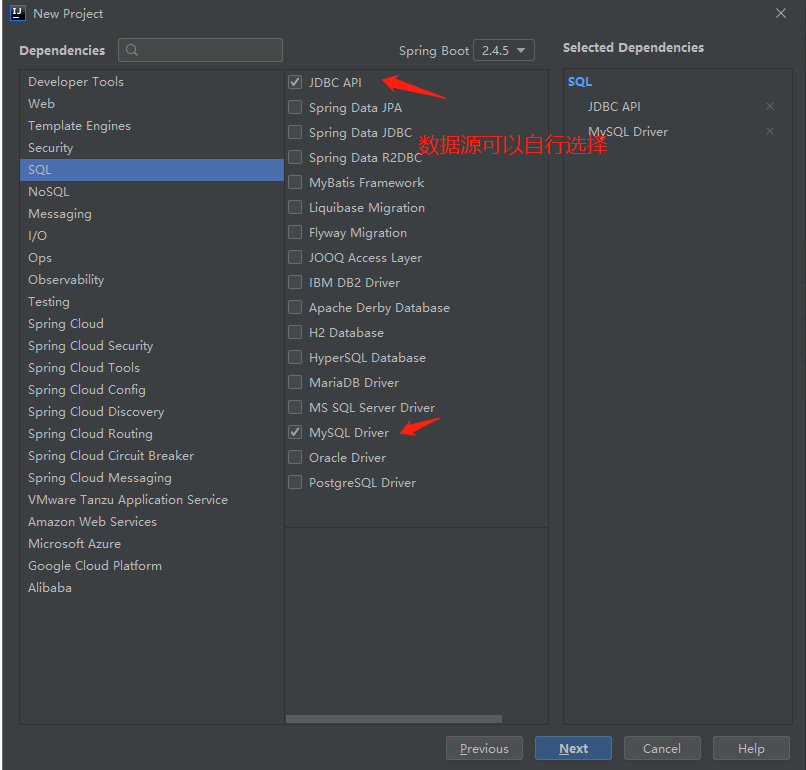 New Project
Dependencies
Spring Boot 2.4.5
Selected Dependencies
Developer Tools
Web
Template Engines
Security
SQL
NoSQL
Messaging
I/O
Ops
Observability
Testing
Spring Cloud
Spring Cloud Security
Spring Cloud Tools
Spring Cloud Config
Spring Cloud Discovery
Spring Cloud Routing
Spring Cloud Circuit Breaker
Spring Cloud Messaging
VMware Tanzu Application Service
Amazon Web Services
Microsoft Azure
Google Cloud Platform
Alibaba
JDBC API
Spring Data JPA
Spring Data JDBC
数据源可以自行选择
Spring Data R2DBC
MyBatis Framework
Liquibase Migration
Flyway Migration
JOOQ Access Layer
IBM DB2 Driver
Apache Derby Database
H2 Database
HyperSQL Database
MariaDB Driver
MS SQL Server Driver
MySQL Driver
Oracle Driver
PostgreSQL Driver
SQL
JDBC API
MySQL Driver
Previous
Next
Cancel
Help